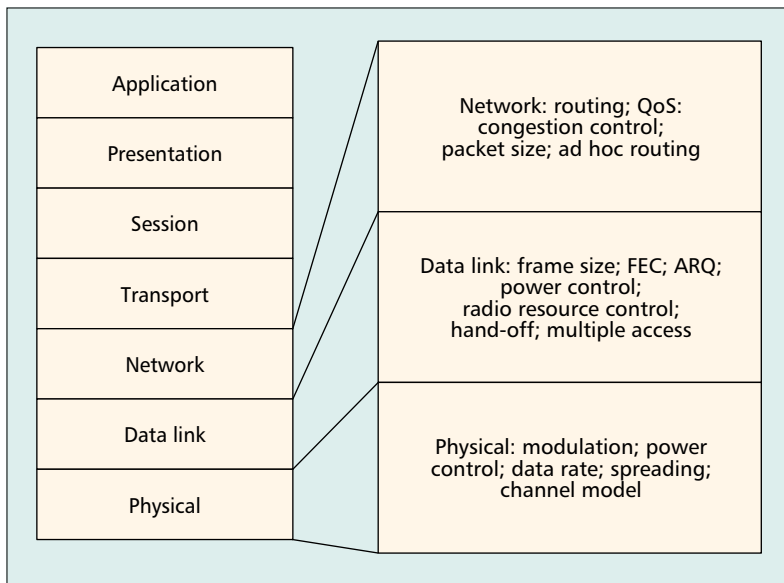 Application
Presentation
Session
Transport
Network
Data link
Physical
Network: routing; QoS:
congestion control;
packet size; ad hoc routing
Data link: frame size; FEC; ARQ;
power control;
radio resource control;
hand-off; multiple access
Physical: modulation; power
control; data rate; spreading;
channel model